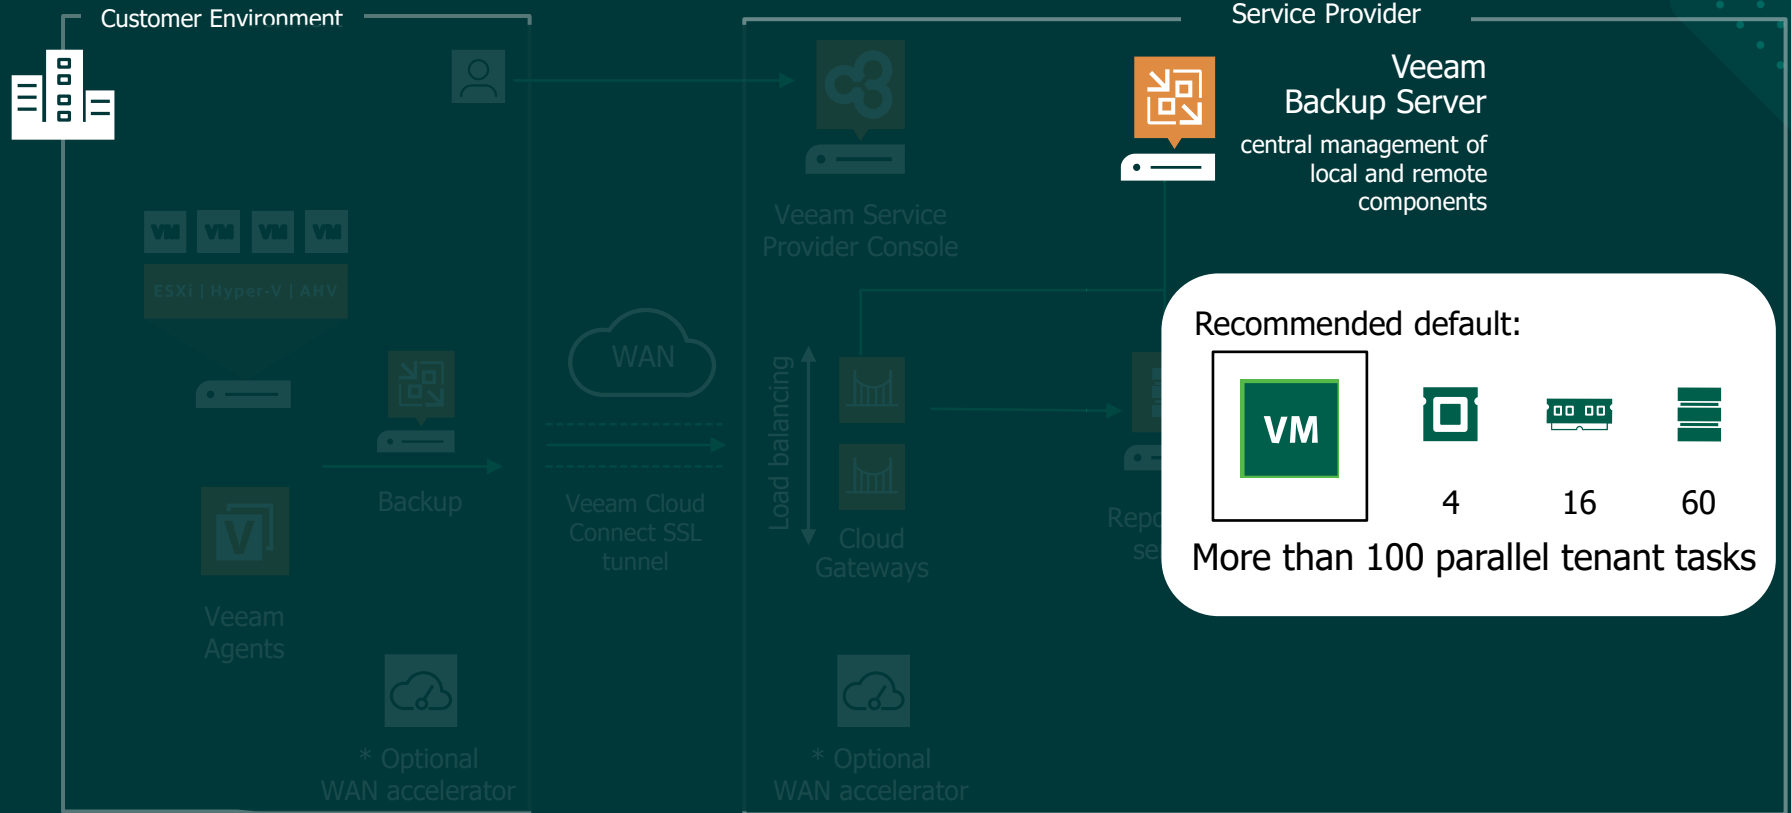 Customer Environment
Service Provider
Veeam
Backup Server
central management of
local and remote
components
Veeam Service
Provider Console
VM VM VM VM
ESXi | Hyper-V | AHV
WAN
Load balancing
Backup
Veeam Cloud
Connect SSL
tunnel
Cloud
Gateways
Repo
se
V
Veeam
Agents
* Optional
WAN accelerator
* Optional
WAN accelerator
Recommended default:
VM
4 16 60
More than 100 parallel tenant tasks